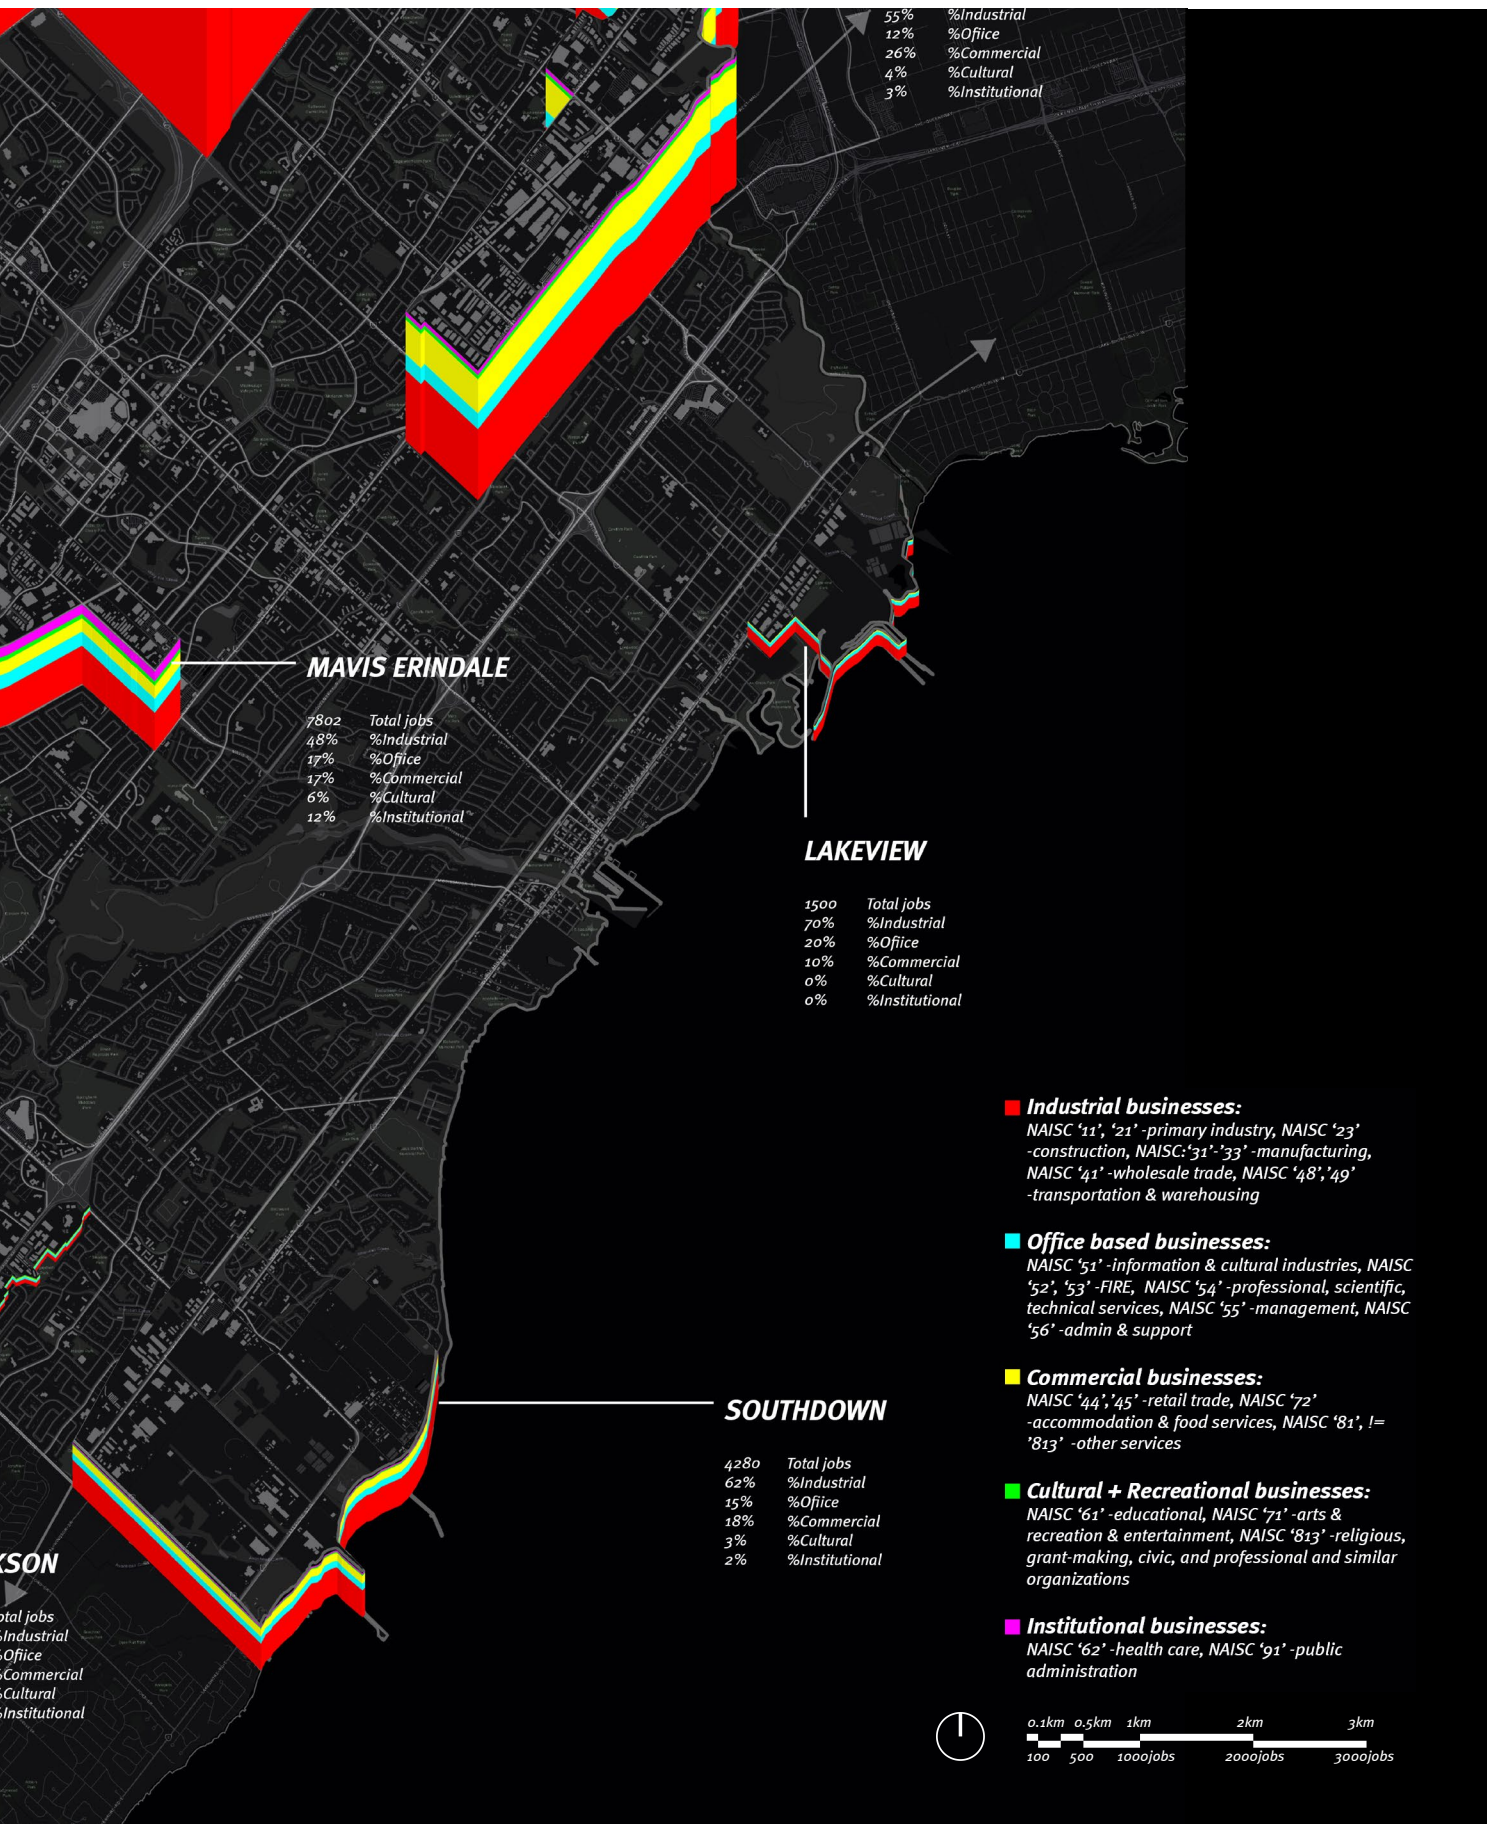 55% %Industrial
12% %Ofiice
26% %Commercial
4% %Cultural
3% %Institutional
MAVIS ERINDALE
7802 Total jobs
48% %Industrial
17% %Ofiice
17% %Commercial
6% %Cultural
12% %Institutional
LAKEVIEW
1500 Total jobs
70% %Industrial
20% %Ofiice
10% %Commercial
0% %Cultural
0% %Institutional
Industrial businesses:
NAISC ‘11’, ‘21’ -primary industry, NAISC ‘23’
-construction, NAISC:‘31’-’33’ -manufacturing,
NAISC ‘41’ -wholesale trade, NAISC ‘48’,’49’
-transportation & warehousing
Office based businesses:
NAISC ‘51’ -information & cultural industries, NAISC
‘52’, ‘53’ -FIRE, NAISC ‘54’ -professional, scientific,
technical services, NAISC ‘55’ -management, NAISC
‘56’ -admin & support
Commercial businesses:
NAISC ‘44’,’45’ -retail trade, NAISC ‘72’
-accommodation & food services, NAISC ‘81’, !=
’813’ -other services
SOUTHDOWN
4280 Total jobs
62% %Industrial
15% %Ofiice
18% %Commercial
3% %Cultural
2% %Institutional
Cultural + Recreational businesses:
NAISC ‘61’ -educational, NAISC ‘71’ -arts &
recreation & entertainment, NAISC ‘813’ -religious,
grant-making, civic, and professional and similar
organizations
KSON
otal jobs
%Industrial
%Ofiice
%Commercial
%Cultural
%Institutional
Institutional businesses:
NAISC ‘62’ -health care, NAISC ‘91’ -public
administration
0.1km 0.5km 1km 2km 3km
100 500 1000jobs 2000jobs 3000jobs